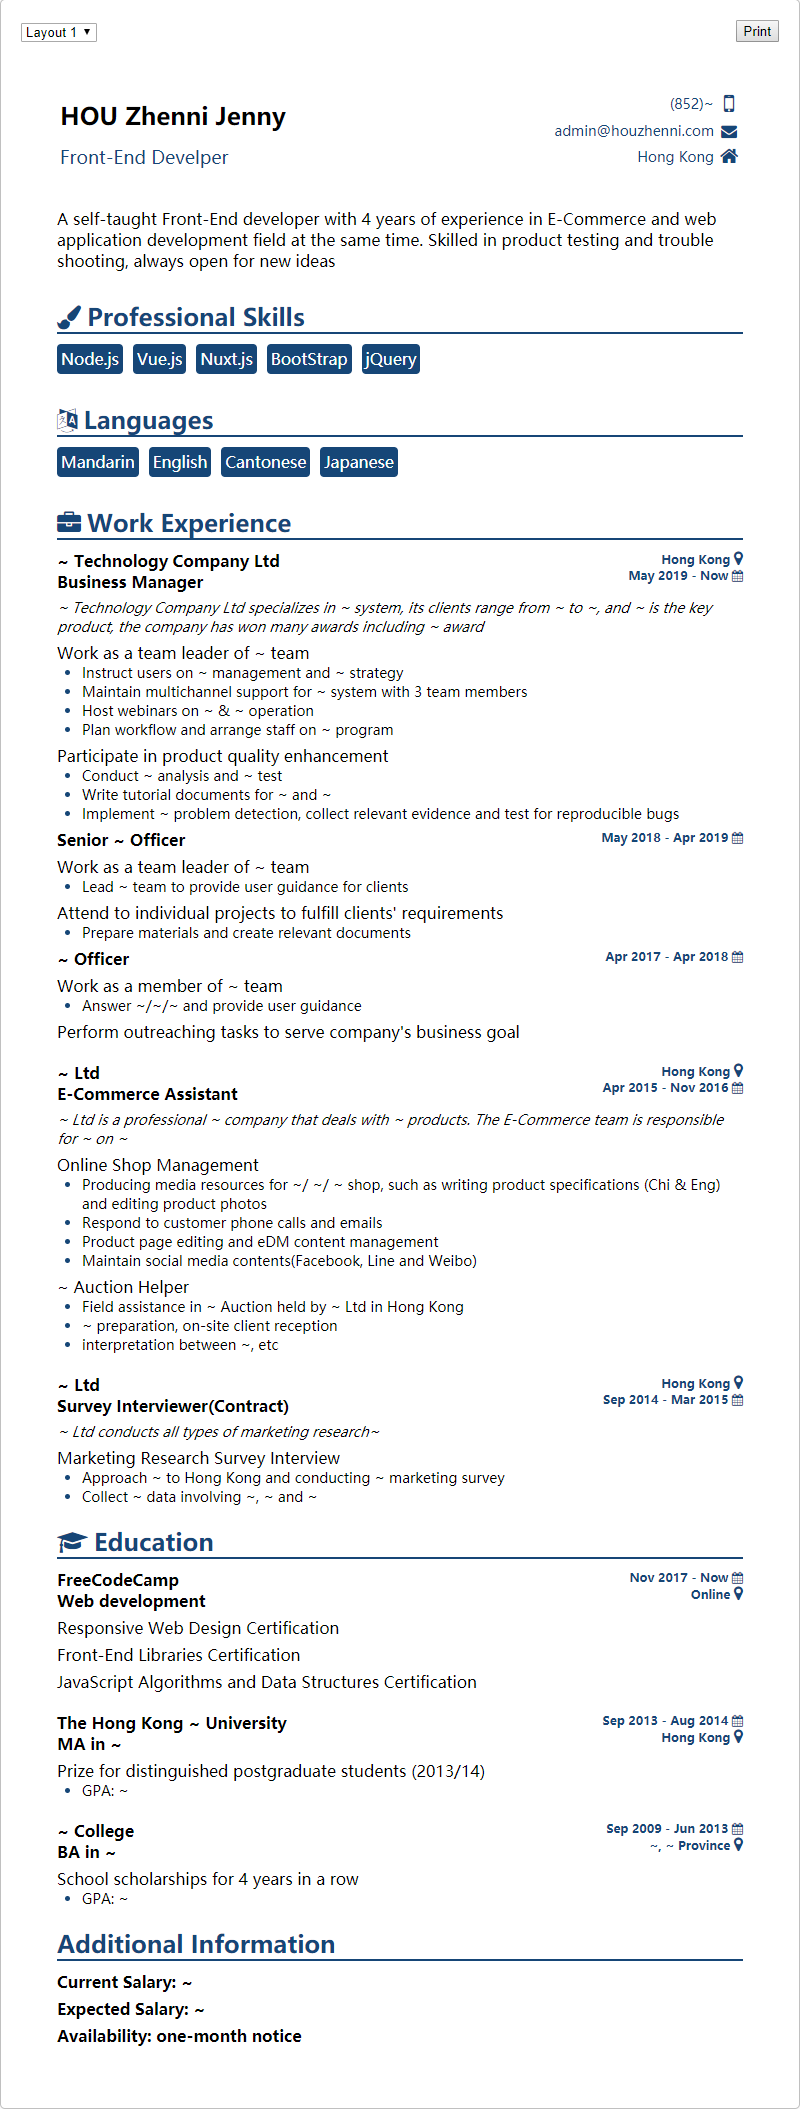 Layout 1
Print
HOU Zhenni Jenny
Front-End Develper
(852)~
admin@houzhenni.com
Hong Kong
A self-taught Front-End developer with 4 years of experience in E-Commerce and web
application development field at the same time. Skilled in product testing and trouble
shooting, always open for new ideas
Professional Skills
Node.js Vue.js Nuxt.js BootStrap jQuery
Languages
Mandarin English Cantonese Japanese
Work Experience
~ Technology Company Ltd
Hong Kong
Business Manager
May 2019 - Now
~ Technology Company Ltd specializes in ~ system, its clients range from ~ to ~, and ~ is the key
product, the company has won many awards including ~ award
Work as a team leader of ~ team
• Instruct users on ~ management and ~ strategy
• Maintain multichannel support for ~ system with 3 team members
• Host webinars on ~ & ~ operation
• Plan workflow and arrange staff on ~ program
Participate in product quality enhancement
• Conduct ~ analysis and ~ test
• Write tutorial documents for ~ and ~
• Implement ~ problem detection, collect relevant evidence and test for reproducible bugs
Senior ~ Officer
May 2018 - Apr 2019
Work as a team leader of ~ team
• Lead ~ team to provide user guidance for clients
Attend to individual projects to fulfill clients' requirements
• Prepare materials and create relevant documents
~ Officer
Apr 2017 - Apr 2018
Work as a member of ~ team
• Answer ~/~/~ and provide user guidance
Perform outreaching tasks to serve company's business goal
~ Ltd
Hong Kong
E-Commerce Assistant
Apr 2015 - Nov 2016
~ Ltd is a professional ~ company that deals with ~ products. The E-Commerce team is responsible
for ~ on ~
Online Shop Management
• Producing media resources for ~/ ~/ ~ shop, such as writing product specifications (Chi & Eng)
and editing product photos
• Respond to customer phone calls and emails
• Product page editing and eDM content management
• Maintain social media contents(Facebook, Line and Weibo)
~ Auction Helper
• Field assistance in ~ Auction held by ~ Ltd in Hong Kong
• ~ preparation, on-site client reception
• interpretation between ~, etc
~ Ltd
Hong Kong
Survey Interviewer(Contract)
Sep 2014 - Mar 2015
~ Ltd conducts all types of marketing research~
Marketing Research Survey Interview
• Approach ~ to Hong Kong and conducting ~ marketing survey
• Collect ~ data involving ~, ~ and ~
Education
FreeCodeCamp
Nov 2017 - Now
Web development
Online
Responsive Web Design Certification
Front-End Libraries Certification
JavaScript Algorithms and Data Structures Certification
The Hong Kong ~ University
Sep 2013 - Aug 2014
MA in ~
Hong Kong
Prize for distinguished postgraduate students (2013/14)
• GPA: ~
~ College
Sep 2009 - Jun 2013
BA in ~
~, ~ Province
School scholarships for 4 years in a row
• GPA: ~
Additional Information
Current Salary: ~
Expected Salary: ~
Availability: one-month notice